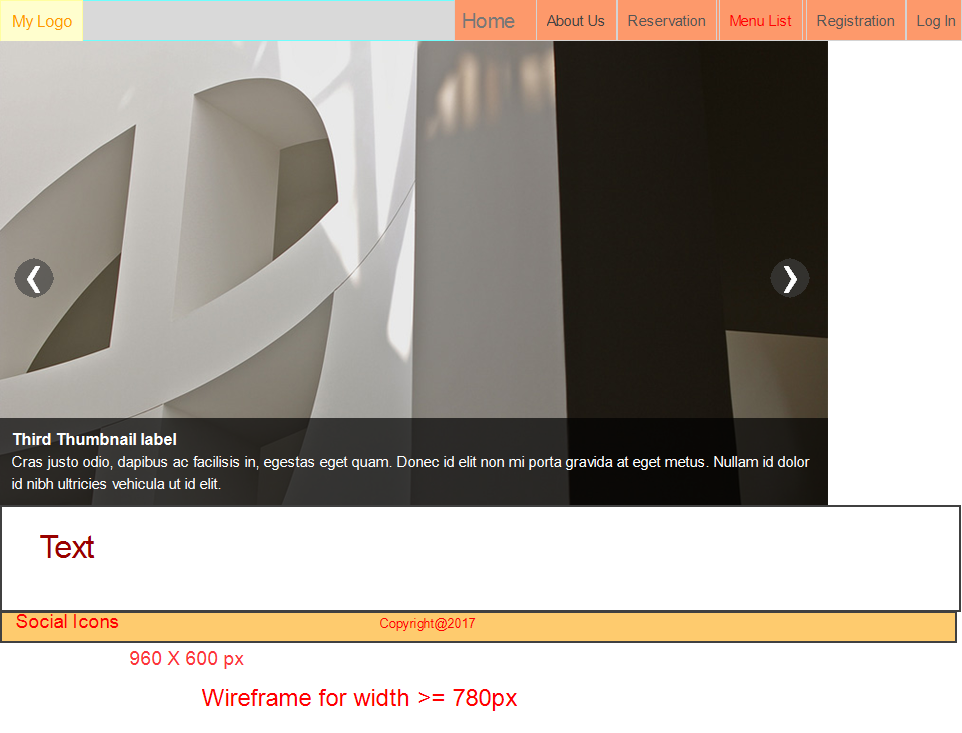 My Logo
Home
About Us
Reservation
Menu List
Registration
Log In
❮
❯
Third Thumbnail label
Cras justo odio, dapibus ac facilisis in, egestas eget quam. Donec id elit non mi porta gravida at eget metus. Nullam id dolor
id nibh ultricies vehicula ut id elit.
Text
Social Icons
Copyright@2017
960 X 600 px
Wireframe for width >= 780px